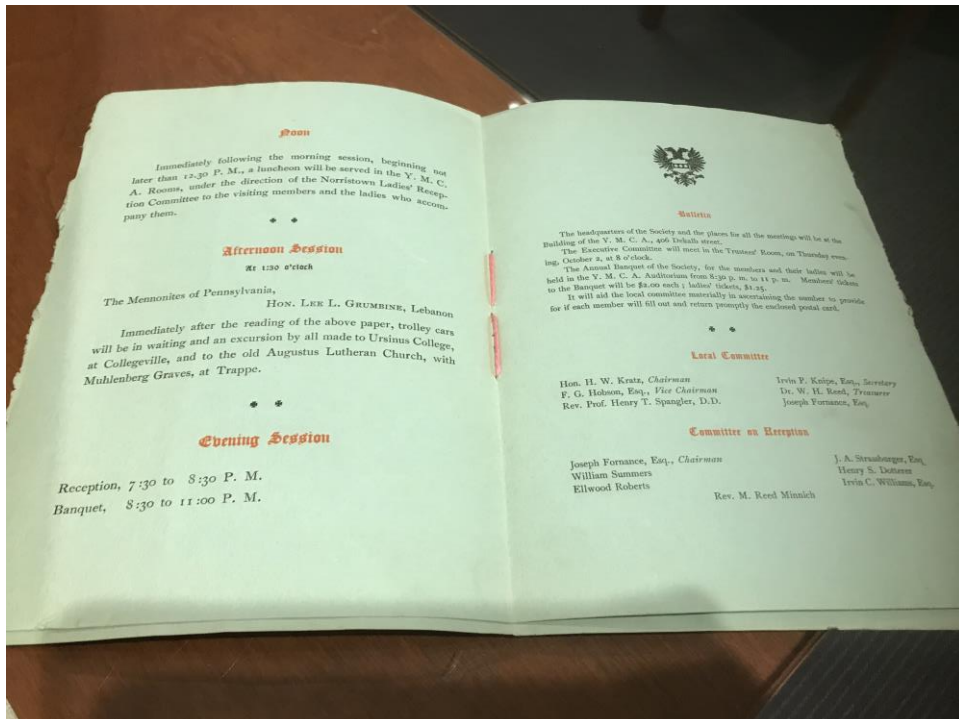 Noon
Immediately following the morning session, beginning not
later than 12.30 P. M., a luncheon will be served in the Y. M. C.
A. Rooms, under the direction of the Norristown Ladies' Recep-
tion Committee to the visiting members and the ladies who accom-
pany them.
Afternoon Session
At 1:30 o'clock
The Mennonites of Pennsylvania,
HON. LEE L. GRUMBINE, Lebanon
Immediately after the reading of the above paper, trolley cars
will be in waiting and an excursion by all made to Ursinus College,
at Collegeville, and to the old Augustus Lutheran Church, with
Muhlenberg Graves, at Trappe.
Evening Session
Reception, 7:30 to 8:30 P. M.
Banquet, 8:30 to 11:00 P. M.
Bulletin
The headquarters of the Society and the places for all the meetings will be at the
Building of the Y. M. C. A., 406 Dekalb street.
The Executive Committee will meet in the Trustees' Room, on Thursday even-
ing, October 2, at 8 o'clock.
The Annual Banquet of the Society, for the members and their ladies will be
held in the Y. M. C. A. Auditorium from 8:30 p. m. to 11 p. m. Members' tickets
to the Banquet will be $2.00 each; ladies' tickets, $1.25.
It will aid the local committee materially in ascertaining the number to provide
for if each member will fill out and return promptly the enclosed postal card.
Local Committee
Hon. H. W. Kratz, Chairman Irvin P. Knipe, Esq., Secretary
F. G. Hobson, Esq., Vice Chairman Dr. W. H. Reed, Treasurer
Rev. Prof. Henry T. Spangler, D.D. Joseph Fornance, Esq.
Committee on Reception
Joseph Fornance, Esq., Chairman J. A. Strassburger, Esq.
William Summers Henry S. Dotterer
Ellwood Roberts Irvin C. Williams, Esq.
Rev. M. Reed Minnich